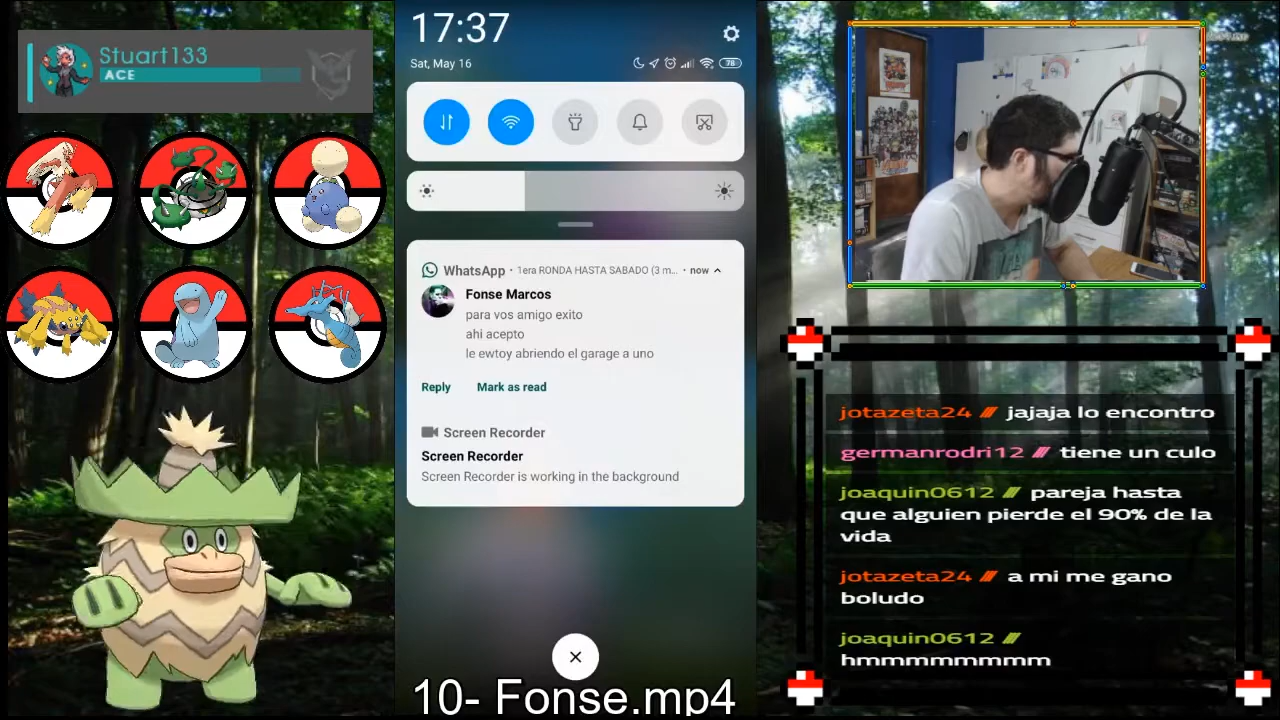 Stuart133
ACE
17:37
Sat, May 16
78
WhatsApp · 1era RONDA HASTA SABADO (3 m... · now
Fonse Marcos
para vos amigo exito
ahi acepto
le ewtoy abriendo el garage a uno
Reply Mark as read
Screen Recorder
Screen Recorder
Screen Recorder is working in the background
10- Fonse.mp4
jotazeta24 /// jajaja lo encontro
germanrodri12 /// tiene un culo
joaquin0612 /// pareja hasta
que alguien pierde el 90% de la
vida
jotazeta24 /// a mi me gano
boludo
joaquin0612 ///
hmmmmmmmm